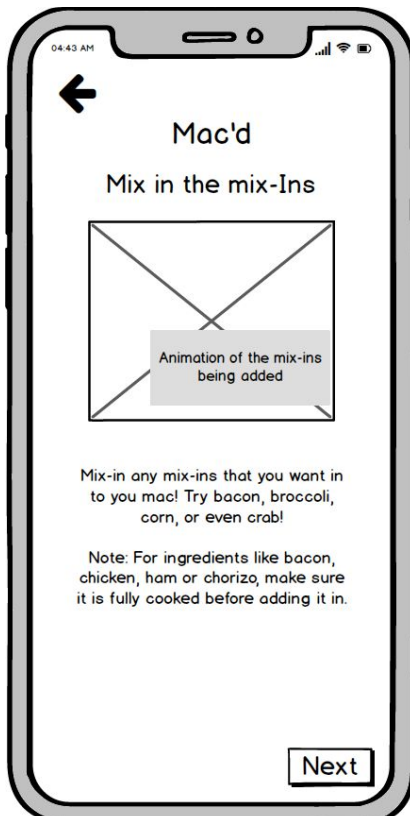 04:43 AM
Mac'd
Mix in the mix-Ins
Animation of the mix-ins
being added
Mix-in any mix-ins that you want in
to you mac! Try bacon, broccoli,
corn, or even crab!
Note: For ingredients like bacon,
chicken, ham or chorizo, make sure
it is fully cooked before adding it in.
Next